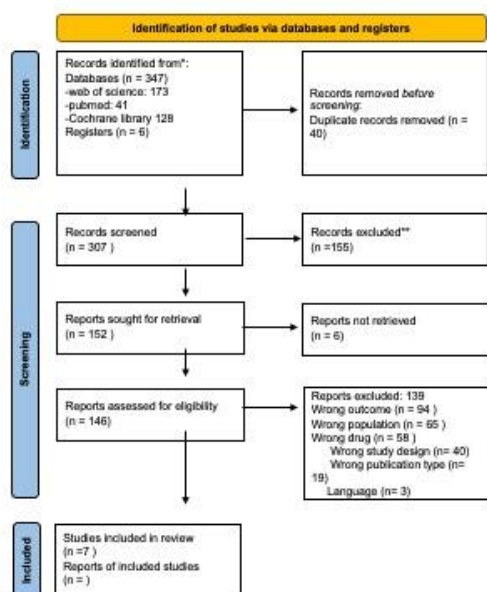 Identification of studies via databases and registers
Identification
Records identified from*:
Databases (n = 347)
-web of science: 173
-pubmed: 41
-Cochrane library 128
Registers (n = 6)
Records removed before
screening:
Duplicate records removed (n =
40)
Screening
Records screened
(n = 307 )
Records excluded**
(n =155)
Reports sought for retrieval
(n = 152 )
Reports not retrieved
(n = 6)
Reports assessed for eligibility
(n = 146)
Reports excluded: 139
Wrong outcome (n = 94 )
Wrong population (n = 65 )
Wrong drug (n = 58 )
Wrong study design (n= 40)
Wrong publication type (n=
19)
Language (n= 3)
Included
Studies included in review
(n =7 )
Reports of included studies
(n = )